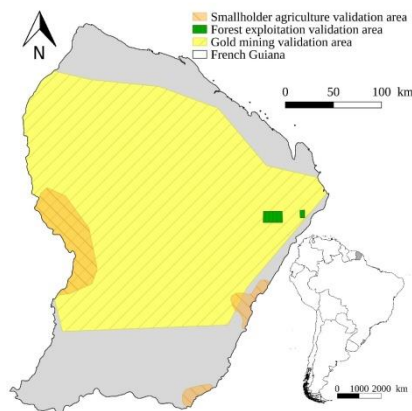 Smallholder agriculture validation area
Forest exploitation validation area
Gold mining validation area
French Guiana
N
0 50 100 km
0 1000 2000 km